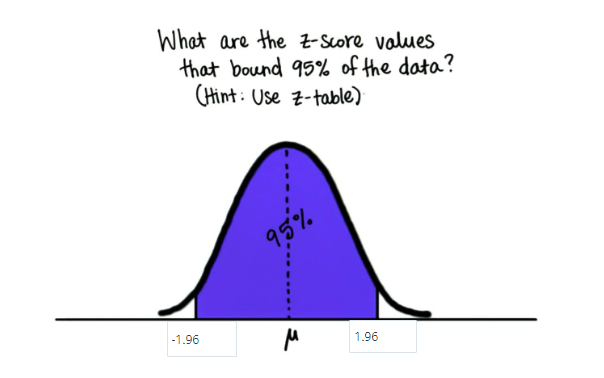 What are the z-score values
that bound 95% of the data?
(Hint: Use z-table)
95%
-1.96
μ
1.96